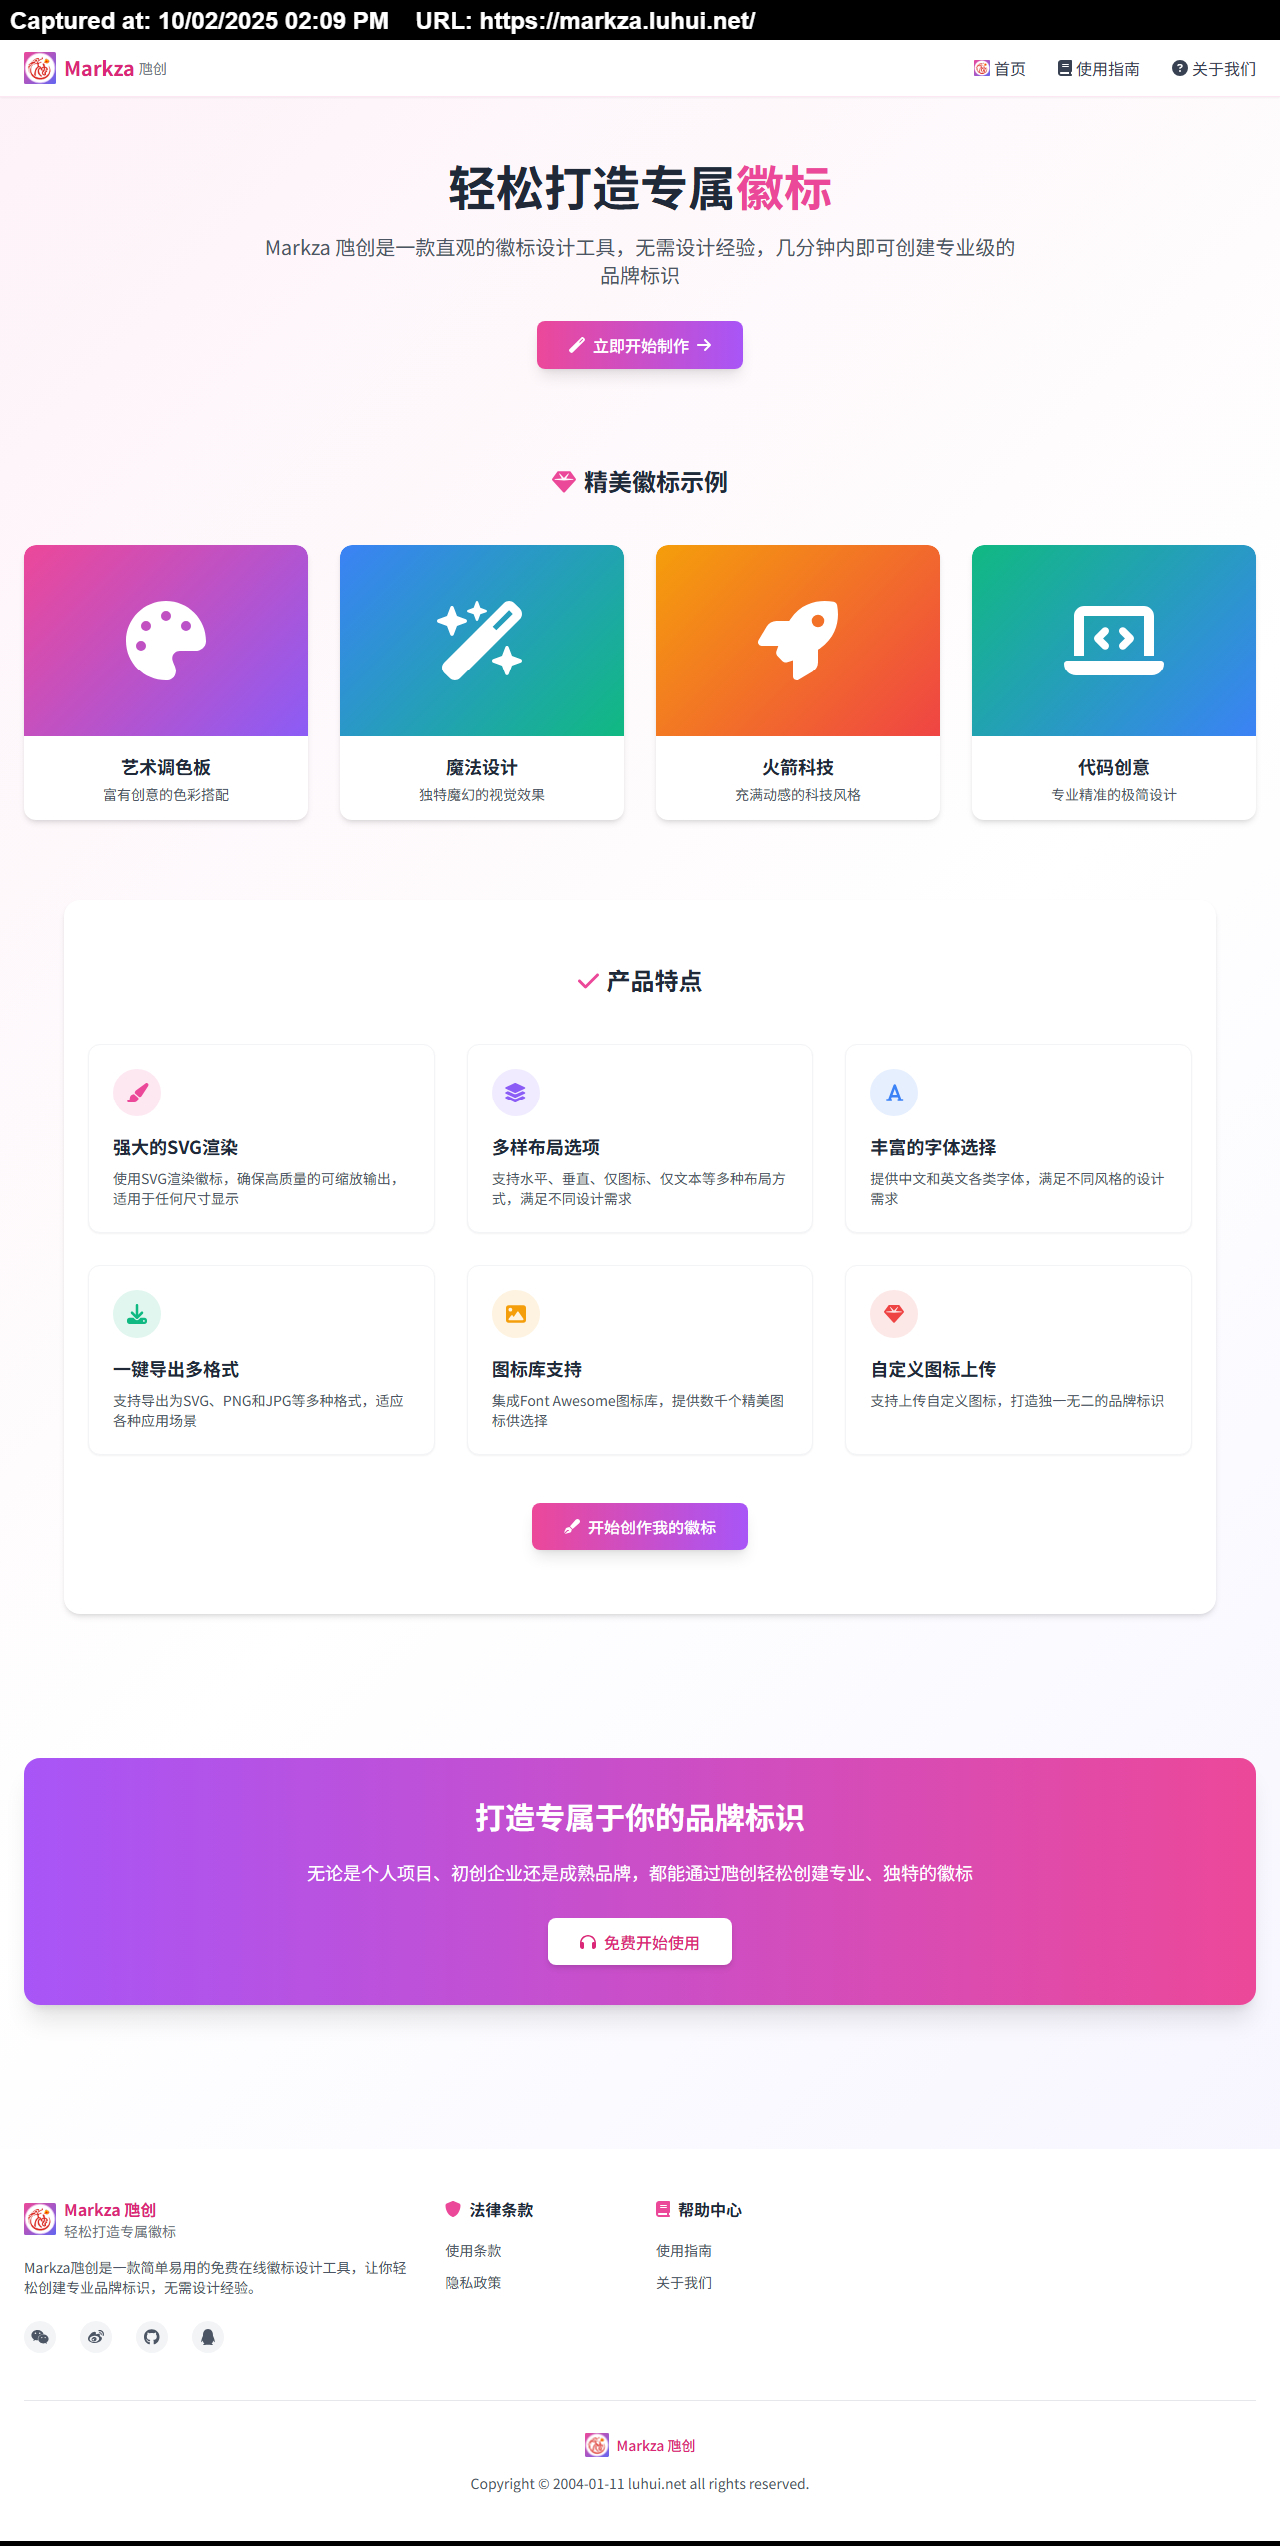 Captured at: 10/02/2025 02:09 PM    URL: https://markza.luhui.net/
Markza 虺创
首页
使用指南
关于我们
轻松打造专属徽标
Markza 虺创是一款直观的徽标设计工具，无需设计经验，几分钟内即可创建专业级的
品牌标识
立即开始制作
精美徽标示例
艺术调色板
富有创意的色彩搭配
魔法设计
独特魔幻的视觉效果
火箭科技
充满动感的科技风格
代码创意
专业精准的极简设计
产品特点
强大的SVG渲染
使用SVG渲染徽标，确保高质量的可缩放输出，
适用于任何尺寸显示
多样布局选项
支持水平、垂直、仅图标、仅文本等多种布局方
式，满足不同设计需求
丰富的字体选择
提供中文和英文各类字体，满足不同风格的设计
需求
一键导出多格式
支持导出为SVG、PNG和JPG等多种格式，适应
各种应用场景
图标库支持
集成Font Awesome图标库，提供数千个精美图
标供选择
自定义图标上传
支持上传自定义图标，打造独一无二的品牌标识
开始创作我的徽标
打造专属于你的品牌标识
无论是个人项目、初创企业还是成熟品牌，都能通过虺创轻松创建专业、独特的徽标
免费开始使用
Markza 虺创
轻松打造专属徽标
Markza虺创是一款简单易用的免费在线徽标设计工具，让你轻
松创建专业品牌标识，无需设计经验。
法律条款
使用条款
隐私政策
帮助中心
使用指南
关于我们
Markza 虺创
Copyright © 2004-01-11 luhui.net all rights reserved.